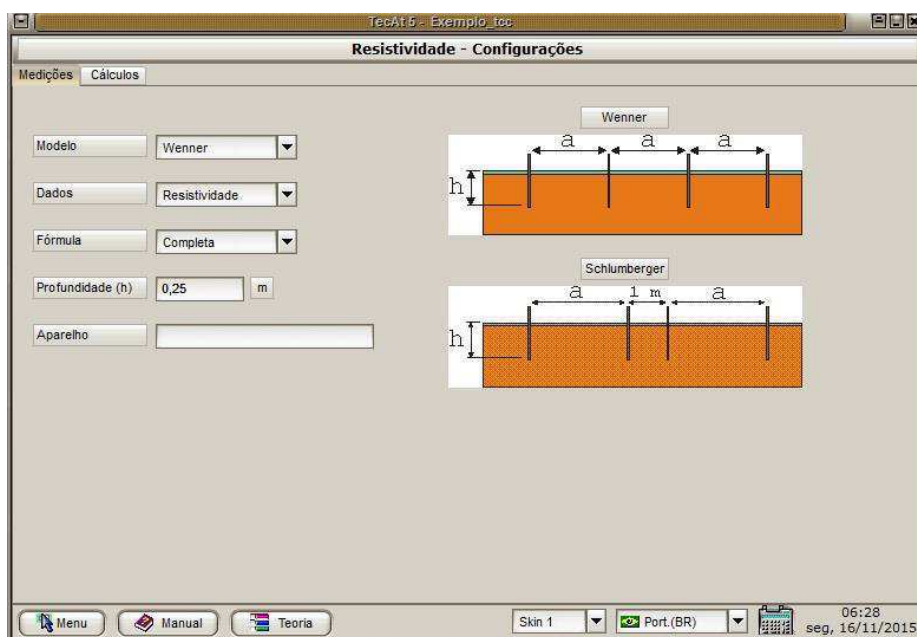 TecAt 5 - Exemplo_tcc
Resistividade - Configurações
Medições Cálculos
Modelo Wenner
Dados Resistividade
Fórmula Completa
Profundidade (h) 0,25 m
Aparelho
Wenner
a a a
h
Schlumberger
a 1 m a
h
Menu Manual Teoria Skin 1 Port.(BR) 06:28
seg, 16/11/2015